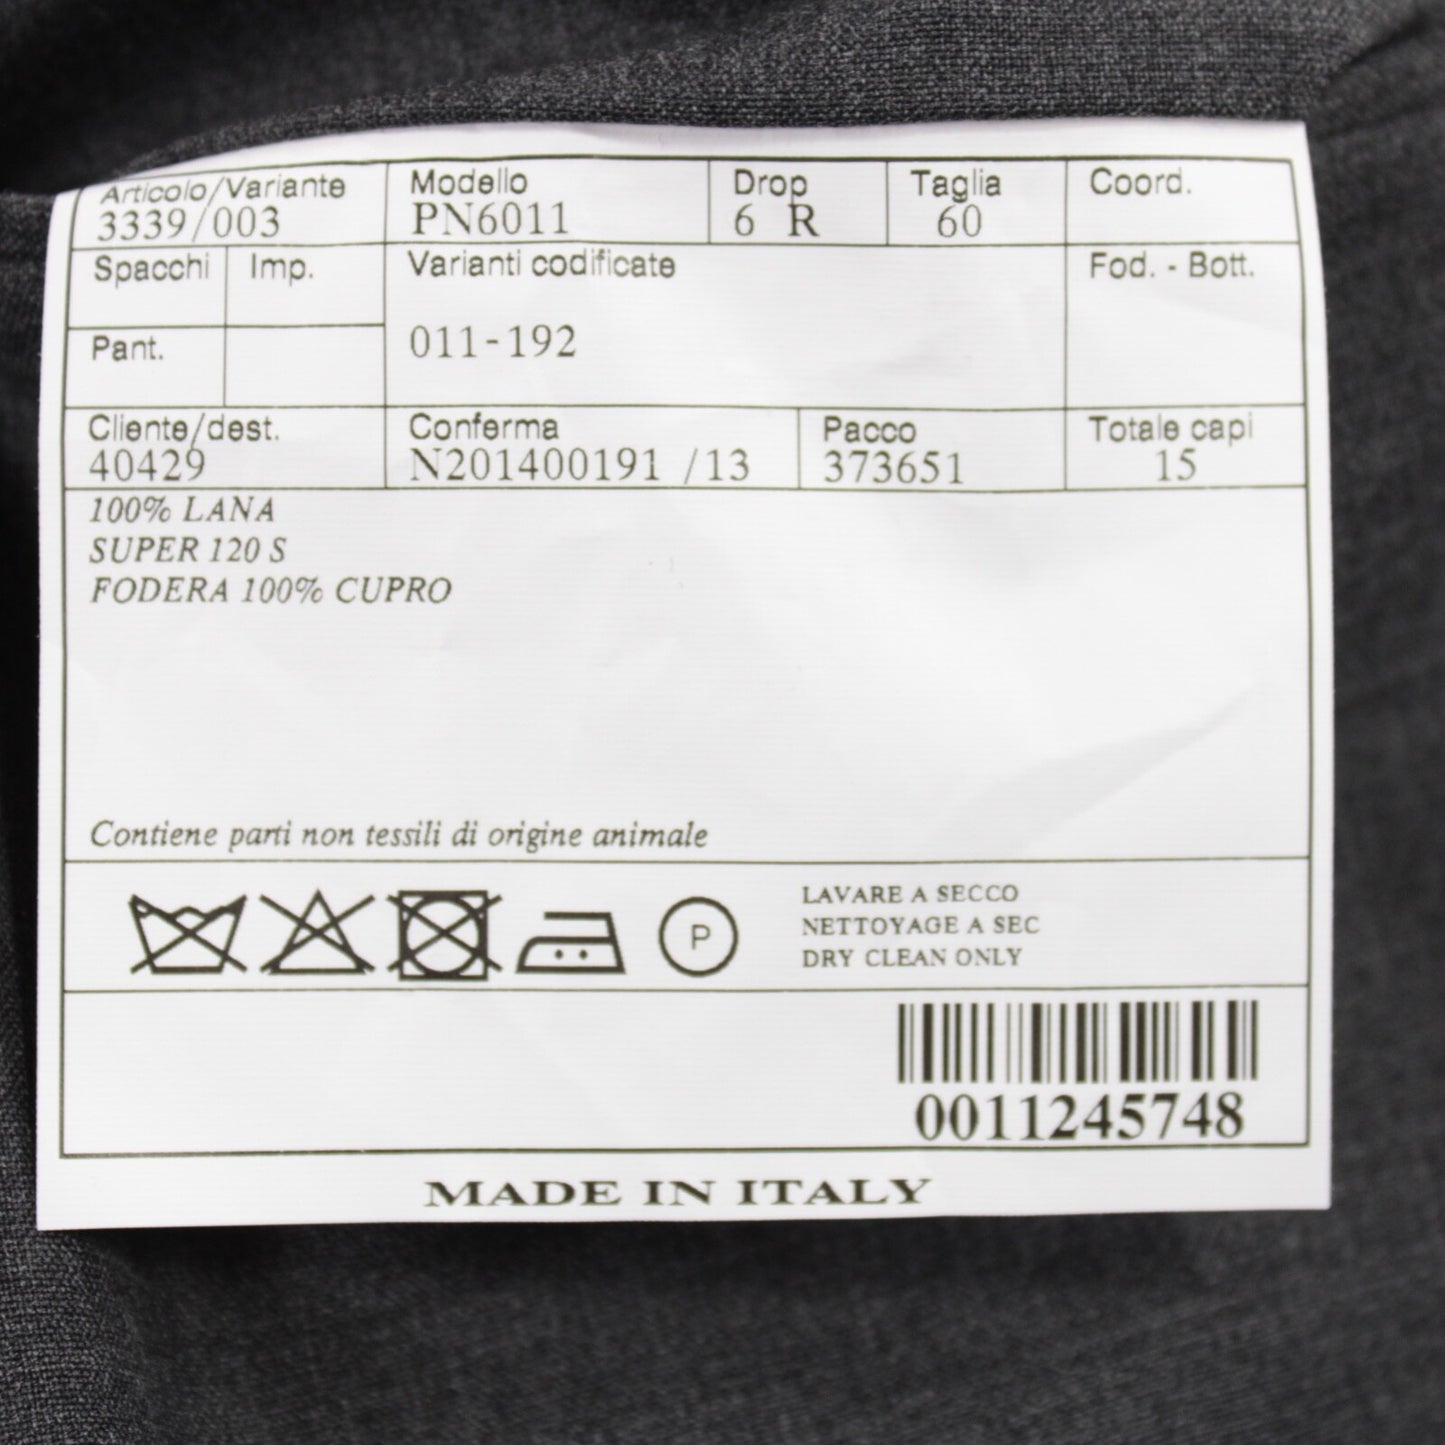 Articolo/Variante Modello Drop Taglia Coord.
3339/003 PN6011 6 R 60
Spacchi Imp. Varianti codificate Fod. - Bott.
011-192
Pant.
Cliente/dest. Conferma Pacco Totale capi
40429 N201400191 /13 373651 15
100% LANA
SUPER 120 S
FODERA 100% CUPRO
Contiene parti non tessili di origine animale
LAVARE A SECCO
NETTOYAGE A SEC
P
DRY CLEAN ONLY
0011245748
MADE IN ITALY